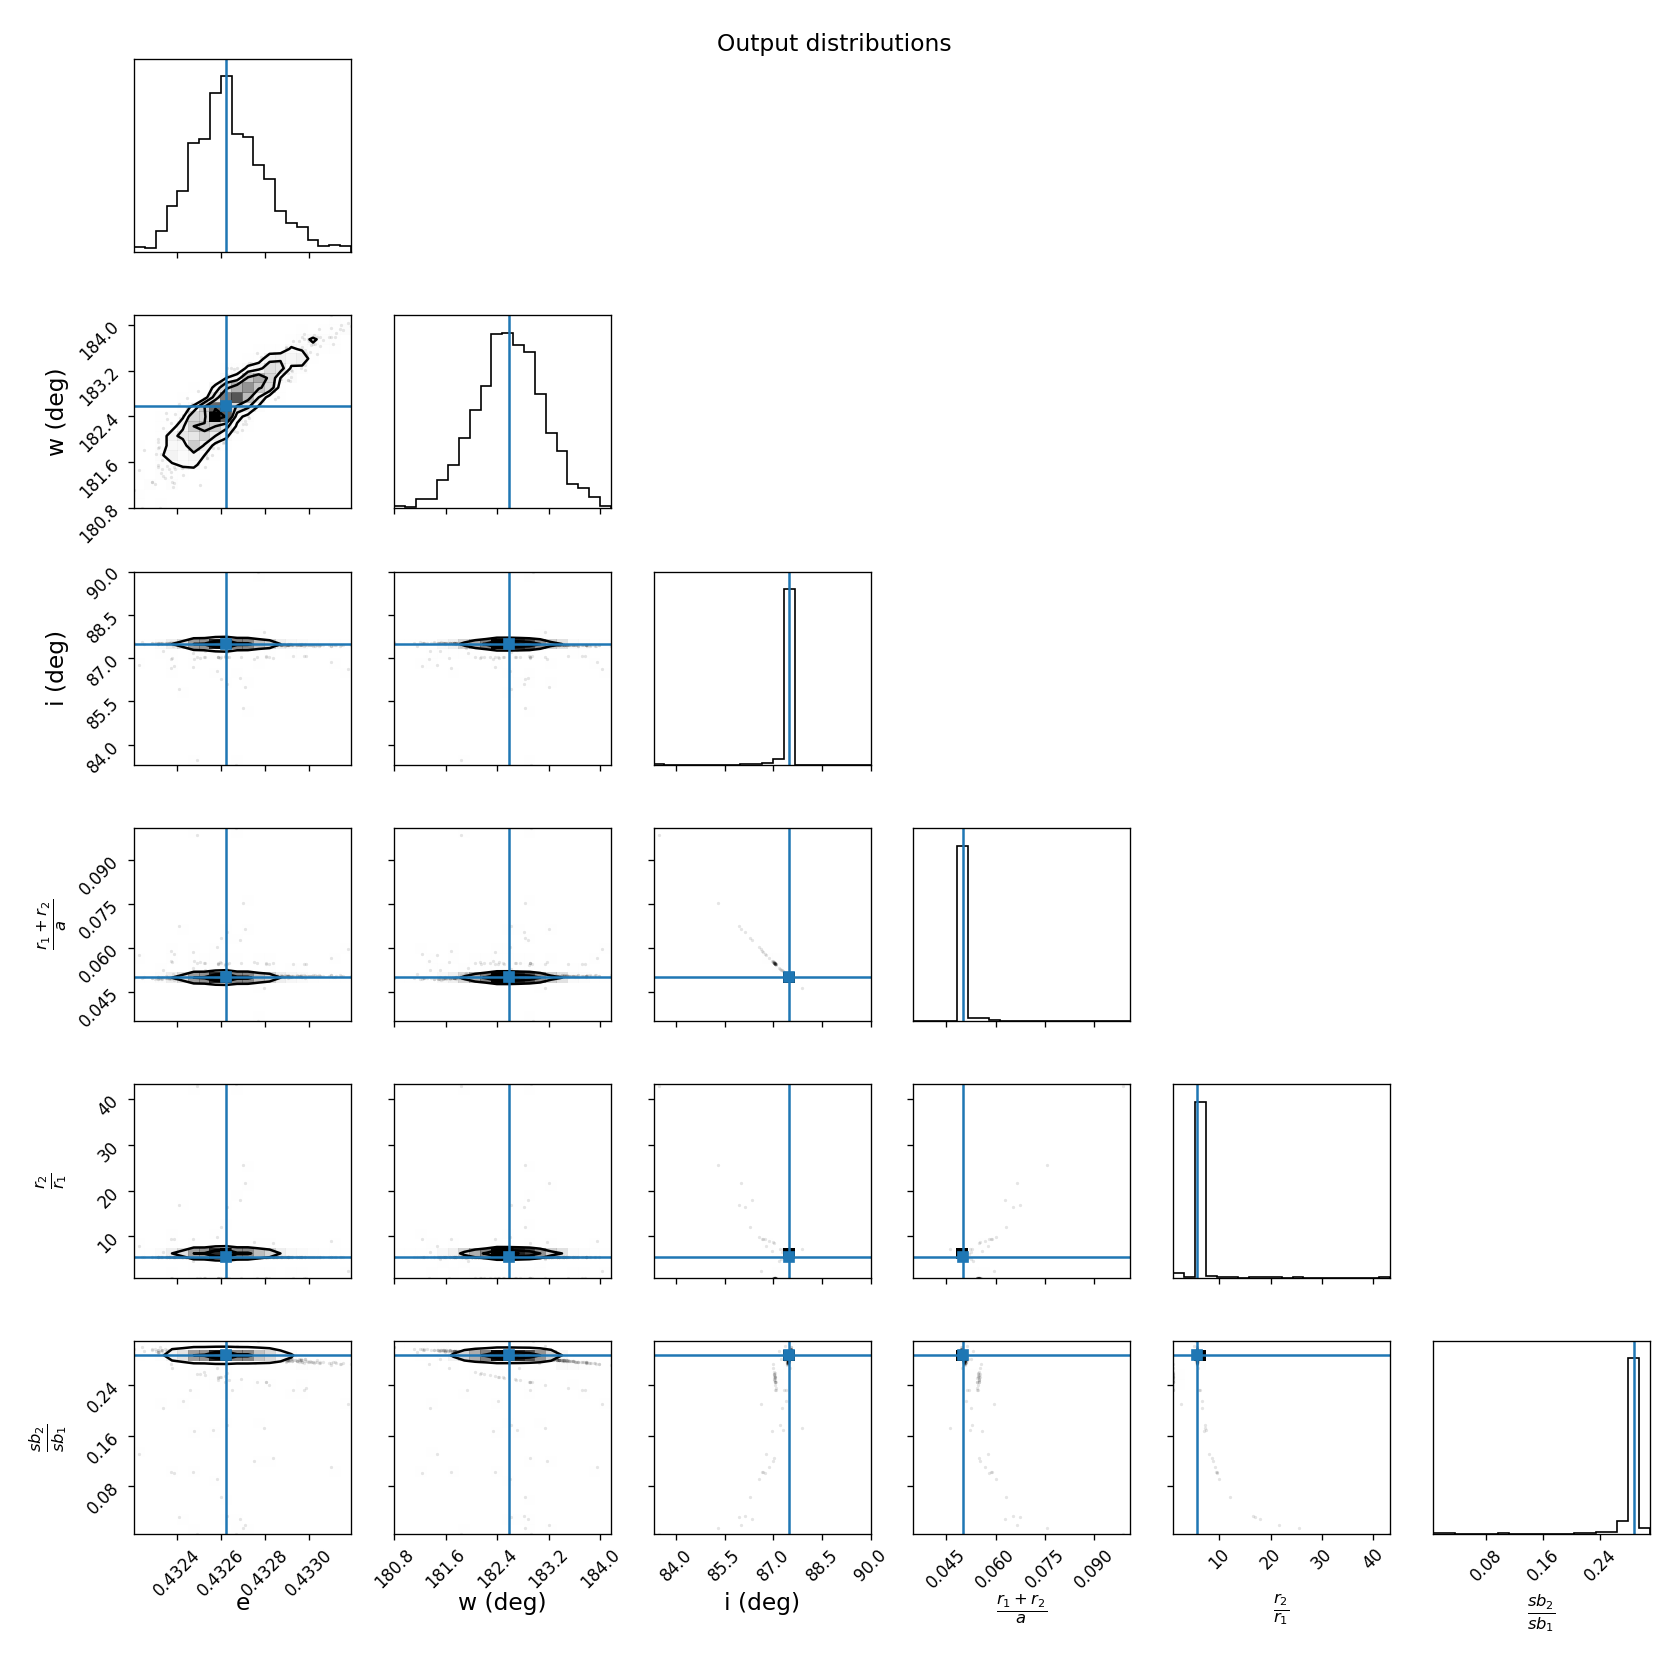 Output distributions
w (deg)
184.0
183.2
182.4
181.6
180.8
i (deg)
90.0
88.5
87.0
85.5
84.0
r₁ + r₂
a
0.090
0.075
0.060
0.045
r₂
r₁
40
30
20
10
sb₂
sb₁
0.24
0.16
0.08
0.4324 0.4326 0.4328 0.4330 180.8 181.6 182.4 183.2 184.0 84.0 85.5 87.0 88.5 90.0 0.045 0.060 0.075 0.090 10 20 30 40 0.08 0.16 0.24
e w (deg) i (deg) r₁ + r₂ r₂ sb₂
a r₁ sb₁